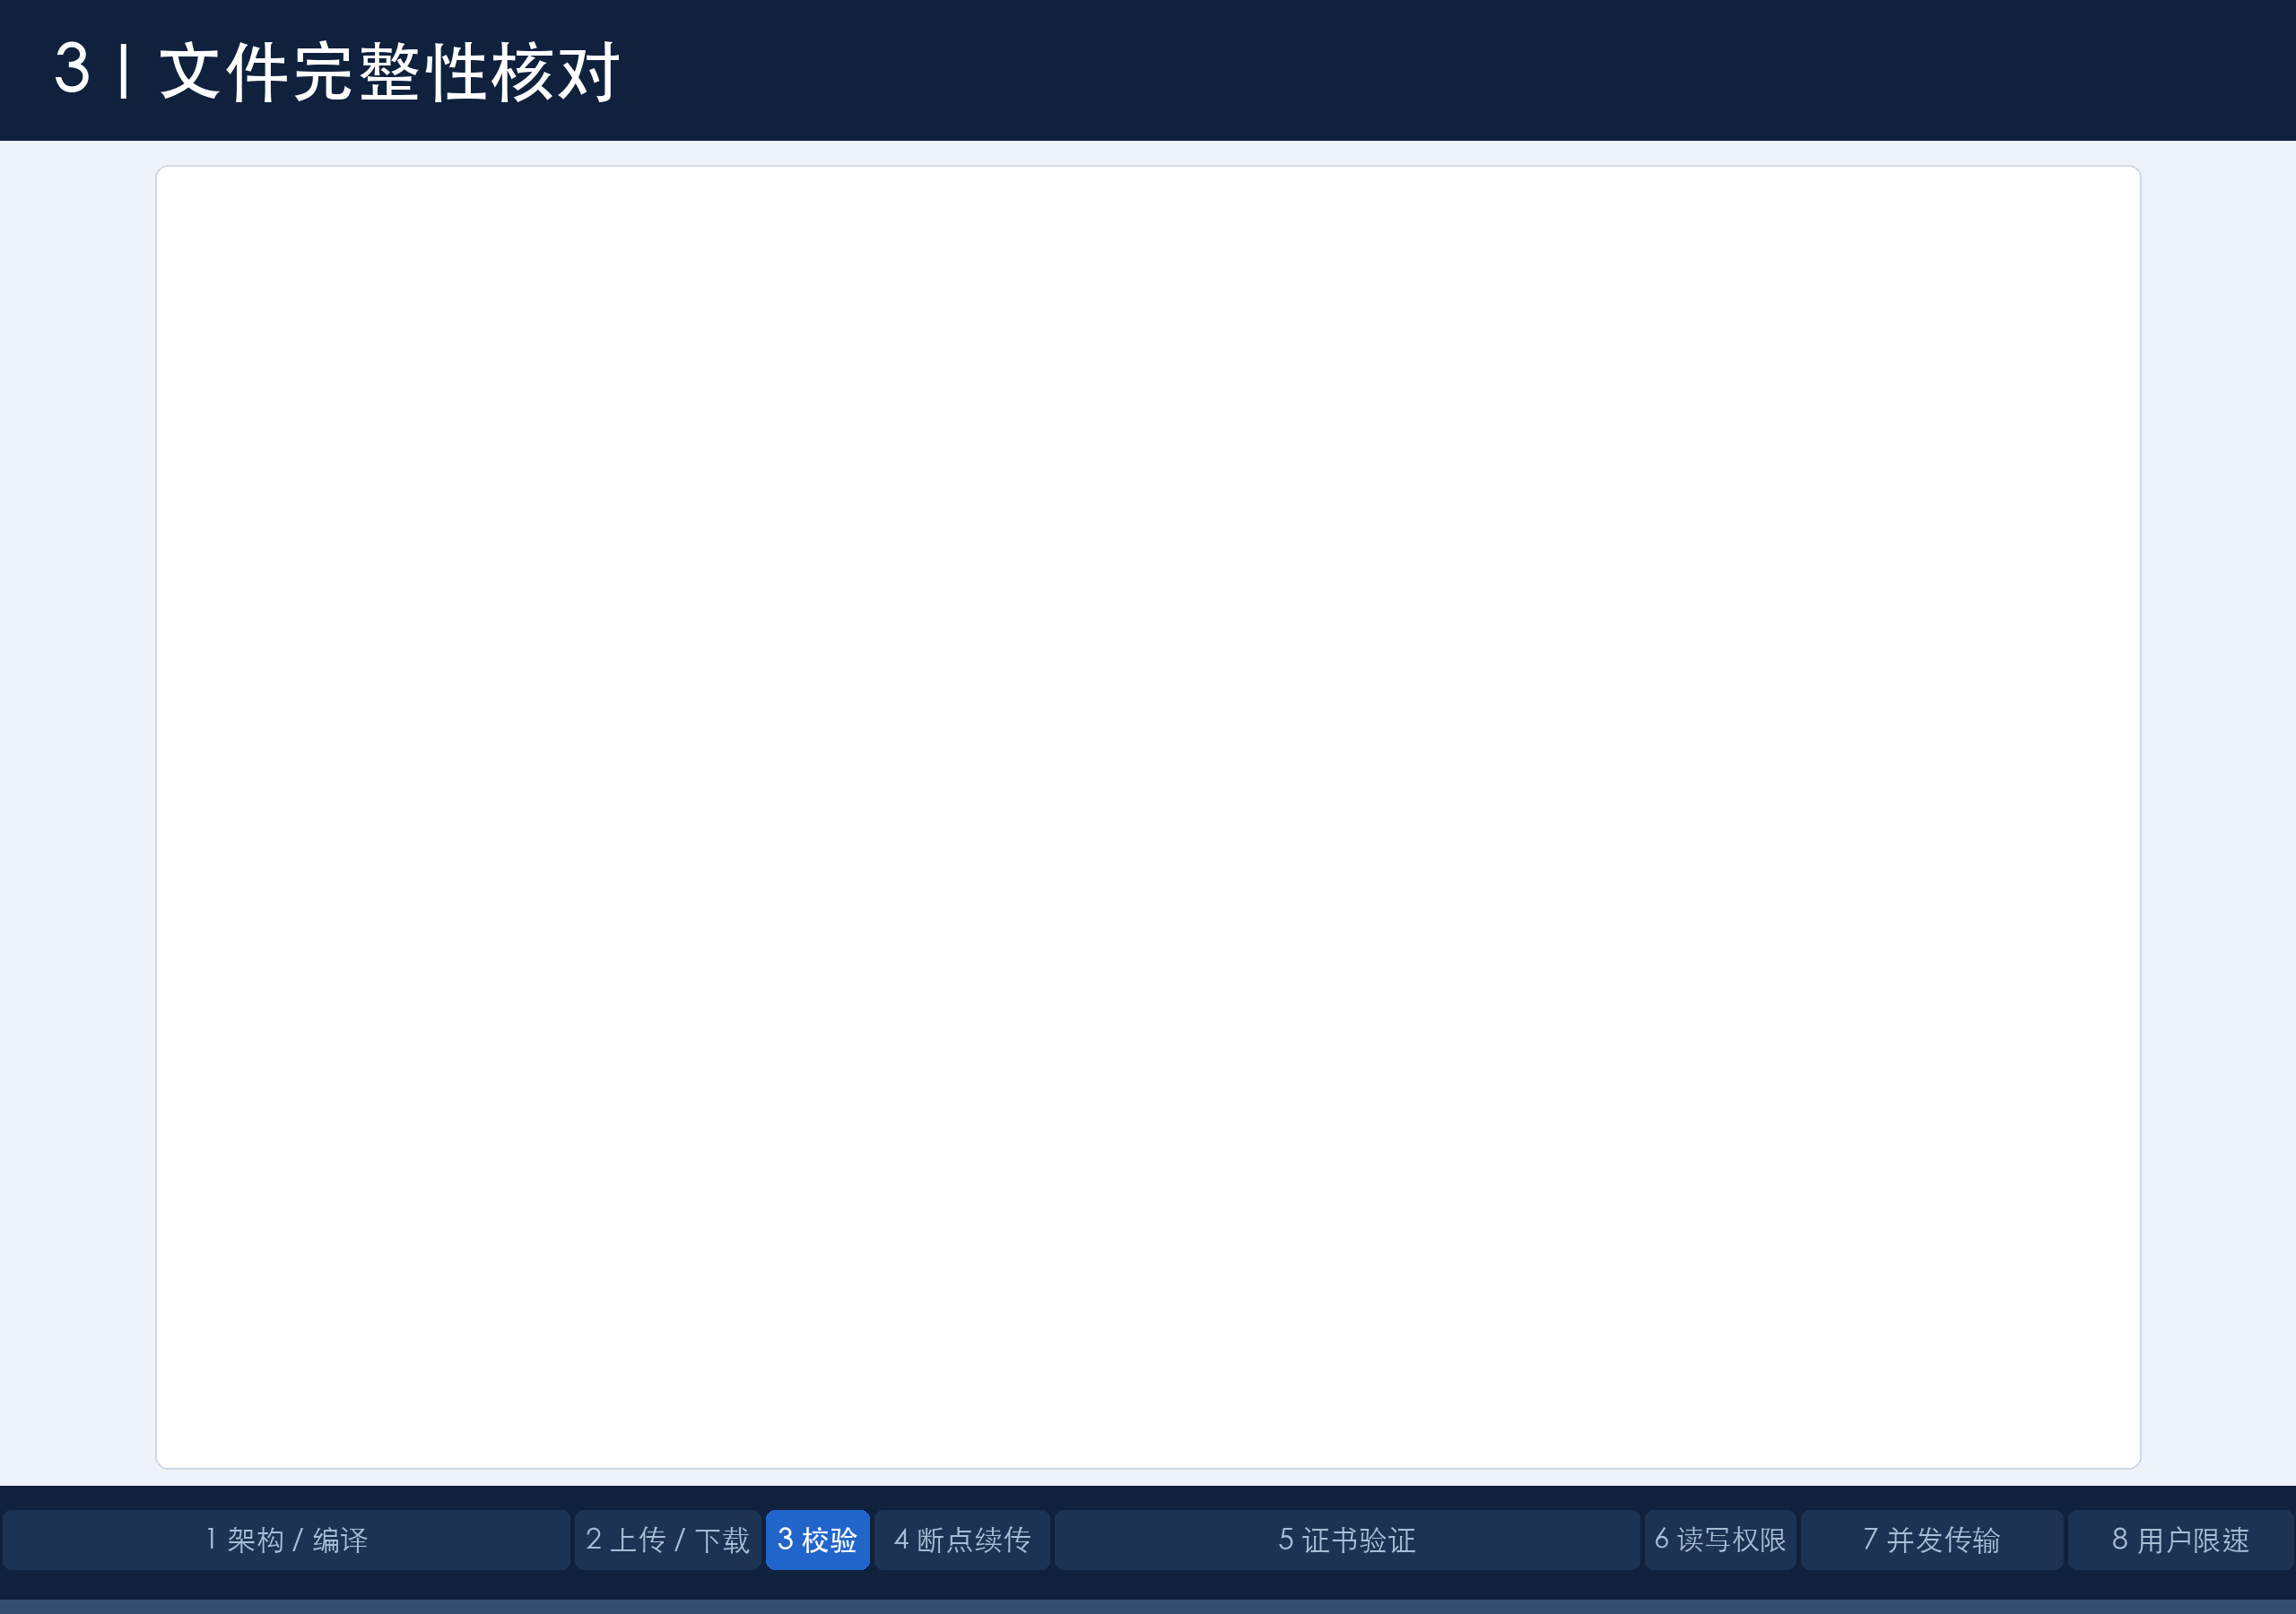 3 | 文件完整性核对
1 架构 / 编译
2 上传 / 下载
3 校验
4 断点续传
5 证书验证
6 读写权限
7 并发传输
8 用户限速